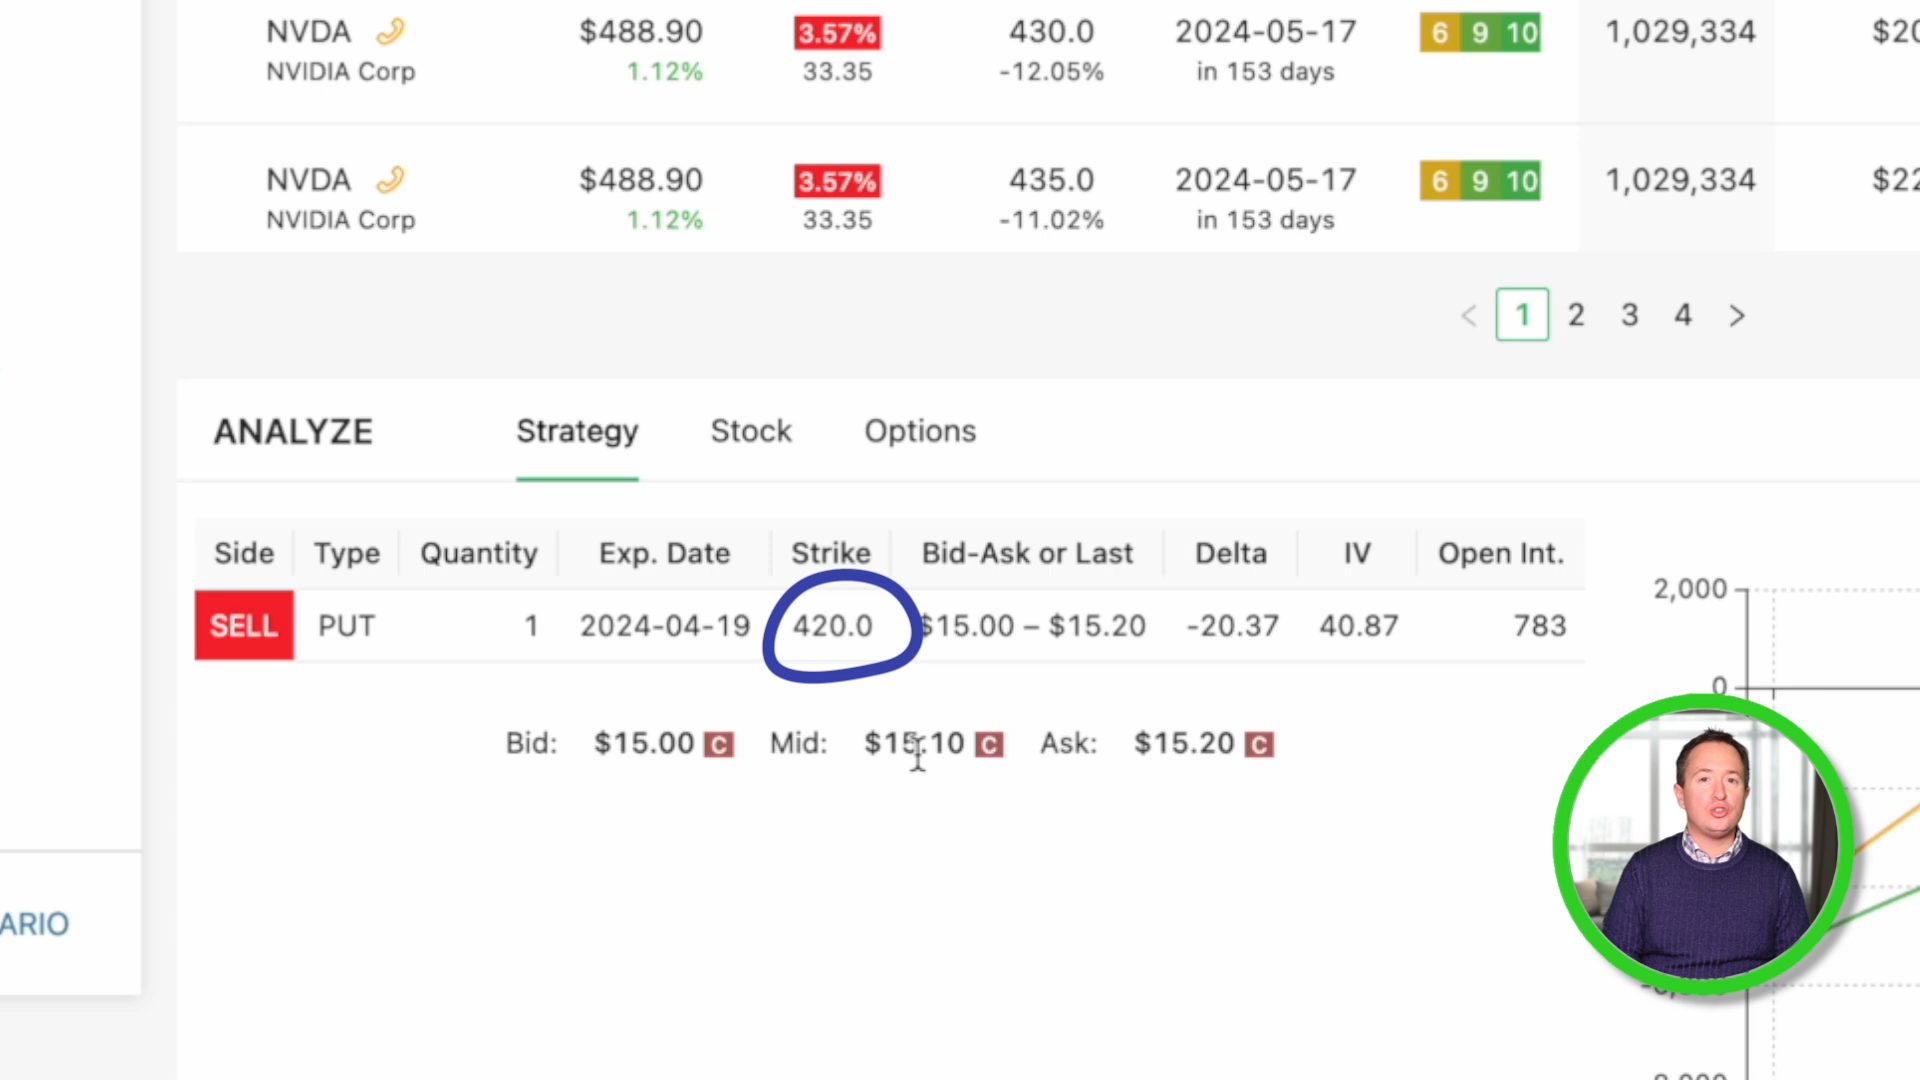 NVDA $488.90 3.57% 430.0 2024-05-17 6 9 10 1,029,334
NVIDIA Corp 1.12% 33.35 -12.05% in 153 days
NVDA $488.90 3.57% 435.0 2024-05-17 6 9 10 1,029,334
NVIDIA Corp 1.12% 33.35 -11.02% in 153 days
< 1 2 3 4 >
ANALYZE Strategy Stock Options
Side Type Quantity Exp. Date Strike Bid-Ask or Last Delta IV Open Int.
SELL PUT 1 2024-04-19 420.0 $15.00 – $15.20 -20.37 40.87 783
2,000
0
Bid: $15.00 C Mid: $15.10 C Ask: $15.20 C
ARIO